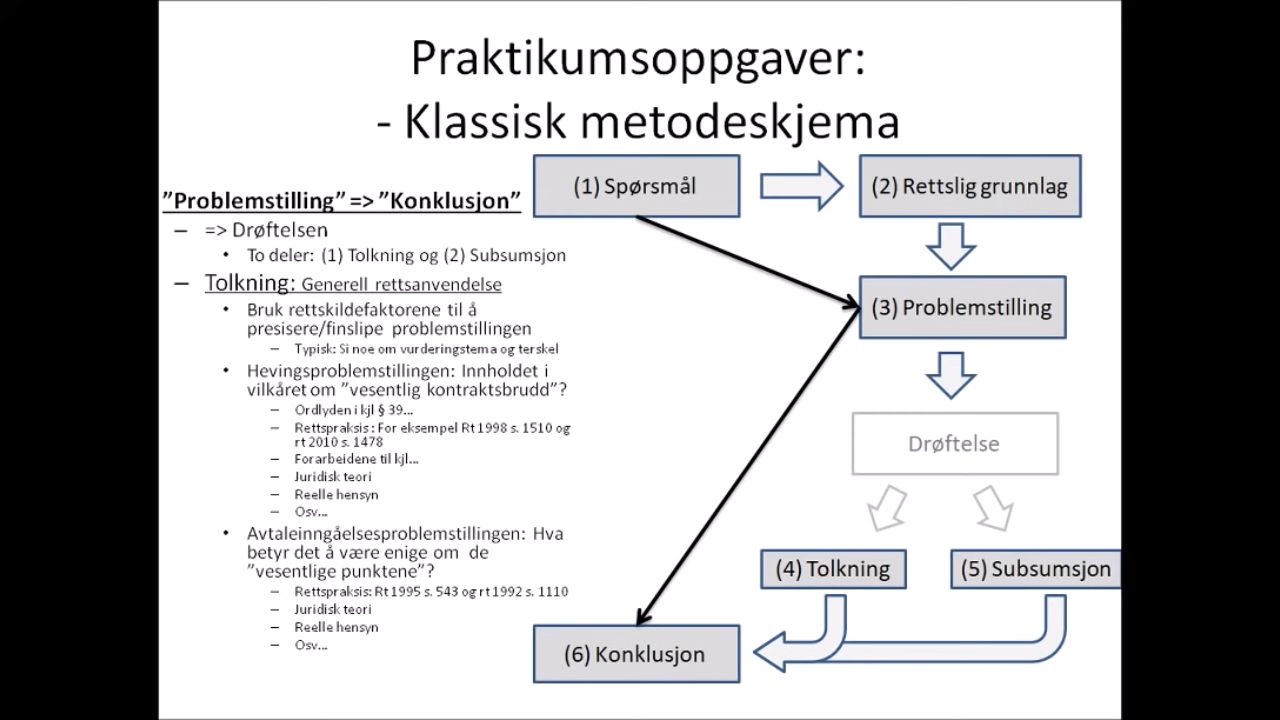 Praktikumsoppgaver:
- Klassisk metodeskjema
”Problemstilling” => ”Konklusjon”
– => Drøftelsen
• To deler: (1) Tolkning og (2) Subsumsjon
– Tolkning: Generell rettsanvendelse
• Bruk rettskildefaktorene til å
presisere/finslipe problemstillingen
– Typisk: Si noe om vurderingstema og terskel
• Hevingsproblemstillingen: Innholdet i
vilkåret om ”vesentlig kontraktsbrudd”?
– Ordlyden i kjl § 39...
– Rettspraksis: For eksempel Rt 1998 s. 1510 og
rt 2010 s. 1478
– Forarbeidene til kjl...
– Juridisk teori
– Reelle hensyn
– Osv...
• Avtaleinngåelsesproblemstillingen: Hva
betyr det å være enige om de
”vesentlige punktene”?
– Rettspraksis: Rt 1995 s. 543 og rt 1992 s. 1110
– Juridisk teori
– Reelle hensyn
– Osv...
(1) Spørsmål
(2) Rettslig grunnlag
(3) Problemstilling
Drøftelse
(4) Tolkning
(5) Subsumsjon
(6) Konklusjon